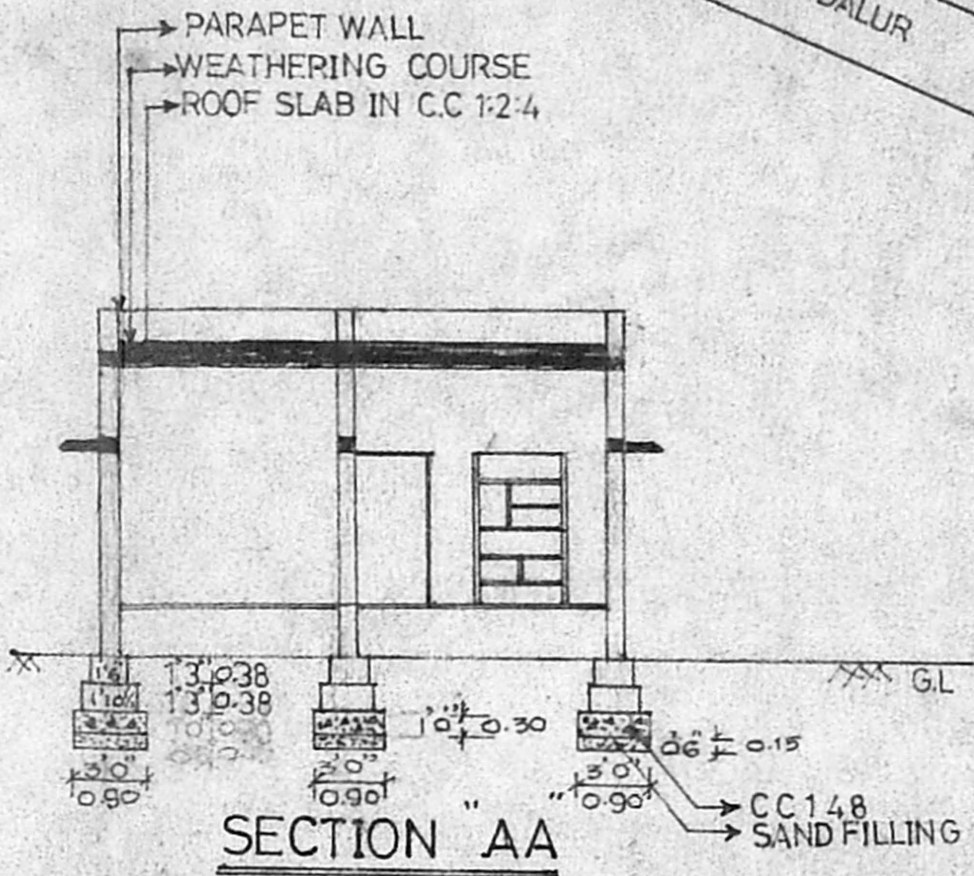 DALUR
PARAPET WALL
WEATHERING COURSE
ROOF SLAB IN C.C 1:2:4
G.L
1'6" 1'3" 0.38
1'10½ 1'3" 0.38
1'0" 0.30
0'6" 0.15
3'0" 3'0" 3'0"
0.90 0.90 0.90
CC 1 4 8
SAND FILLING
SECTION "AA"